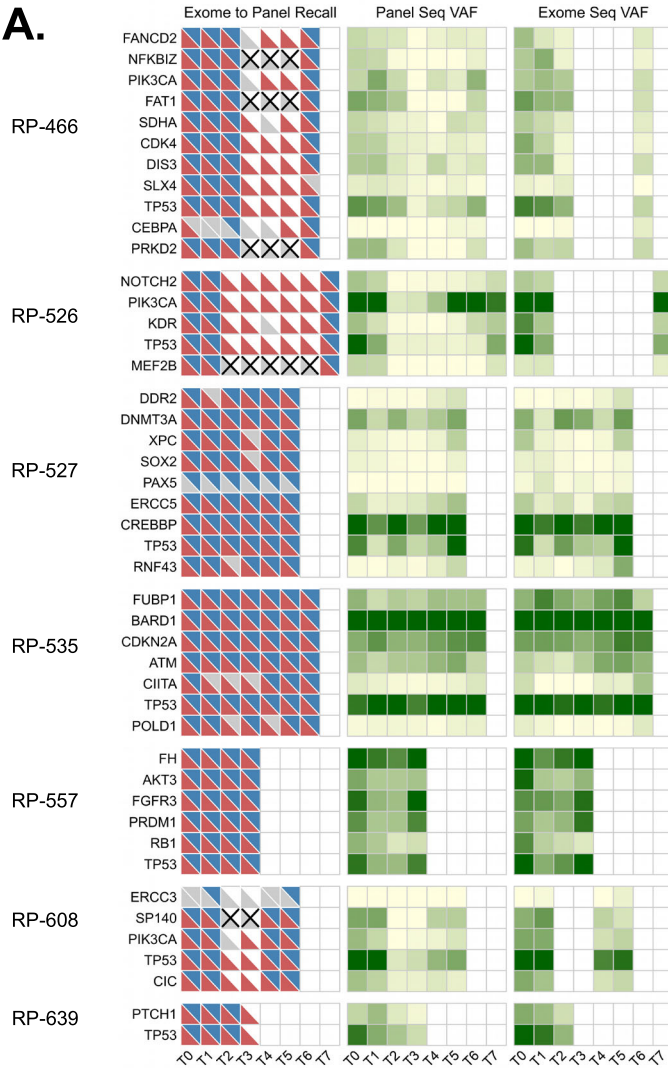 A.
Exome to Panel Recall Panel Seq VAF Exome Seq VAF
RP-466
FANCD2
NFKBIZ
PIK3CA
FAT1
SDHA
CDK4
DIS3
SLX4
TP53
CEBPA
PRKD2
RP-526
NOTCH2
PIK3CA
KDR
TP53
MEF2B
RP-527
DDR2
DNMT3A
XPC
SOX2
PAX5
ERCC5
CREBBP
TP53
RNF43
RP-535
FUBP1
BARD1
CDKN2A
ATM
CIITA
TP53
POLD1
RP-557
FH
AKT3
FGFR3
PRDM1
RB1
TP53
RP-608
ERCC3
SP140
PIK3CA
TP53
CIC
RP-639
PTCH1
TP53
T0 T1 T2 T3 T4 T5 T6 T7 T0 T1 T2 T3 T4 T5 T6 T7 T0 T1 T2 T3 T4 T5 T6 T7